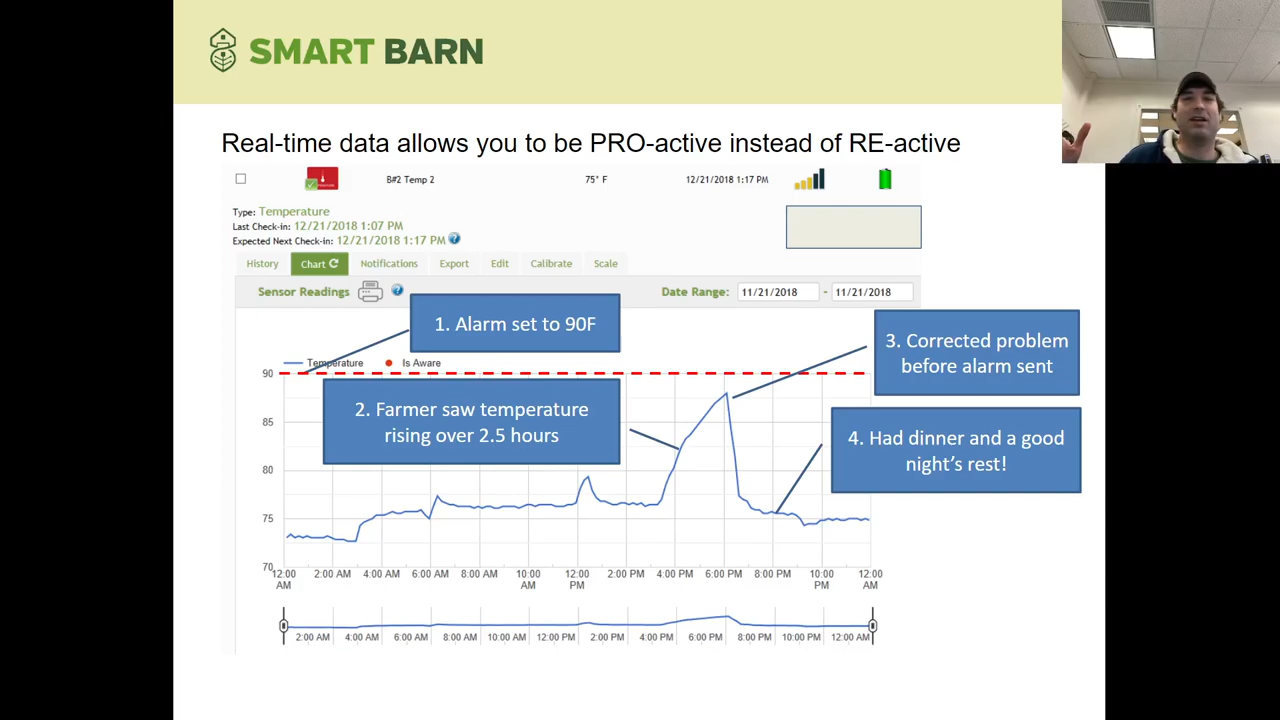 SMART BARN
Real-time data allows you to be PRO-active instead of RE-active
B#2 Temp 2
75° F
12/21/2018 1:17 PM
Type: Temperature
Last Check-in: 12/21/2018 1:07 PM
Expected Next Check-in: 12/21/2018 1:17 PM
History Chart Notifications Export Edit Calibrate Scale
Sensor Readings
Date Range: 11/21/2018 - 11/21/2018
1. Alarm set to 90F
3. Corrected problem
before alarm sent
Temperature Is Aware
90
2. Farmer saw temperature
rising over 2.5 hours
85
4. Had dinner and a good
night's rest!
80
75
70
12:00 AM 2:00 AM 4:00 AM 6:00 AM 8:00 AM 10:00 AM 12:00 PM 2:00 PM 4:00 PM 6:00 PM 8:00 PM 10:00 PM 12:00 AM
2:00 AM 4:00 AM 6:00 AM 8:00 AM 10:00 AM 12:00 PM 2:00 PM 4:00 PM 6:00 PM 8:00 PM 10:00 PM 12:00 AM